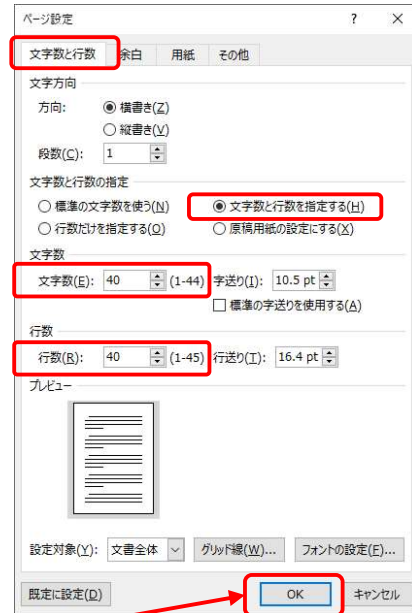 ページ設定 ? ×
文字数と行数 余白 用紙 その他
文字方向
方向: 横書き(Z)
縦書き(V)
段数(C): 1
文字数と行数の指定
標準の文字数を使う(N) 文字数と行数を指定する(H)
行数だけを指定する(O) 原稿用紙の設定にする(X)
文字数
文字数(E): 40 (1-44) 字送り(I): 10.5 pt
標準の字送りを使用する(A)
行数
行数(R): 40 (1-45) 行送り(T): 16.4 pt
プレビュー
設定対象(Y): 文書全体 グリッド線(W)... フォントの設定(F)...
既定に設定(D) OK キャンセル